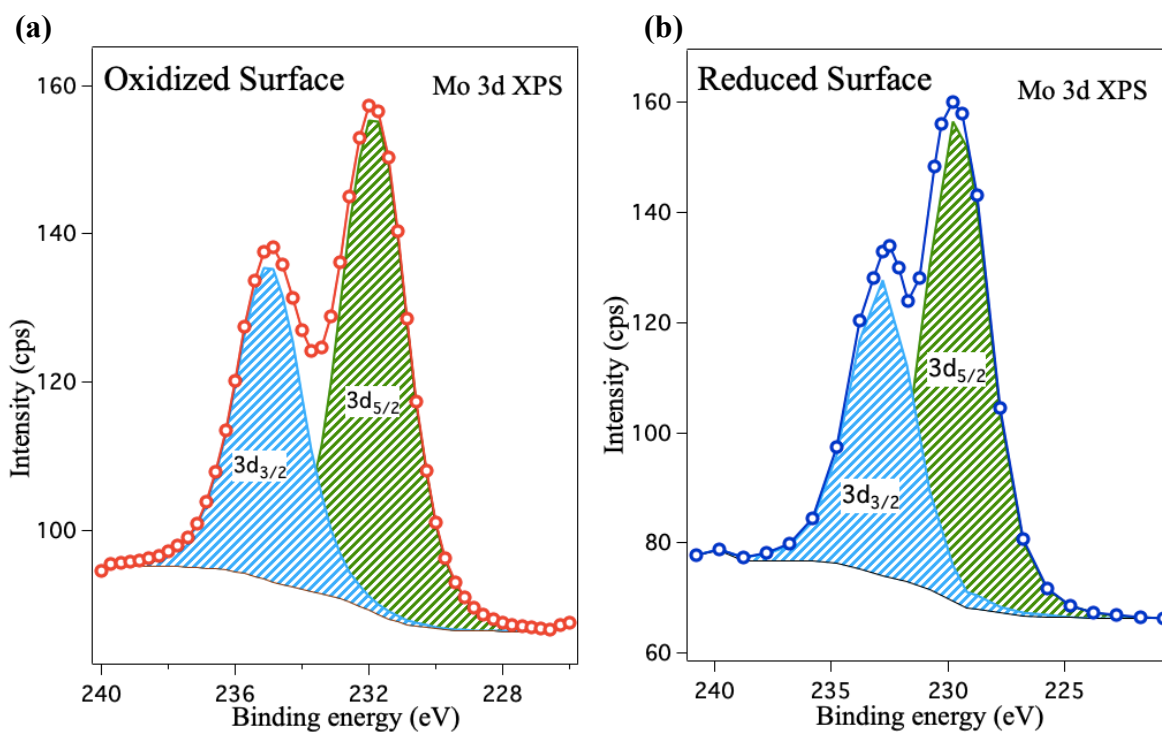 (a)
Oxidized Surface
Mo 3d XPS
160
140
120
100
Intensity (cps)
3d3/2
3d5/2
240
236
232
228
Binding energy (eV)
(b)
Reduced Surface
Mo 3d XPS
160
140
120
100
80
60
Intensity (cps)
3d5/2
3d3/2
240
235
230
225
Binding energy (eV)